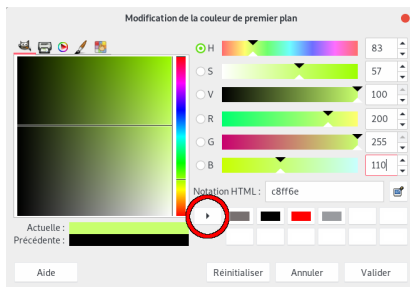 Modification de la couleur de premier plan
H 83
S 57
V 100
R 200
G 255
B 110
Notation HTML : c8ff6e
Actuelle :
Précédente :
Aide Réinitialiser Annuler Valider